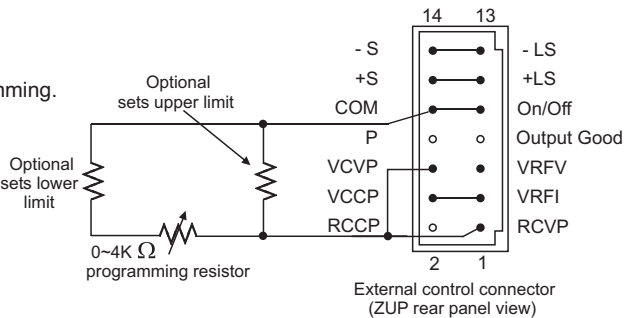 14 13
- S - LS
+S +LS
COM On/Off
P Output Good
VCVP VRFV
VCCP VRFI
RCCP RCVP
2 1
External control connector
(ZUP rear panel view)
nming.
Optional
sets upper limit
Optional
sets lower
limit
0~4K Ω
programming resistor